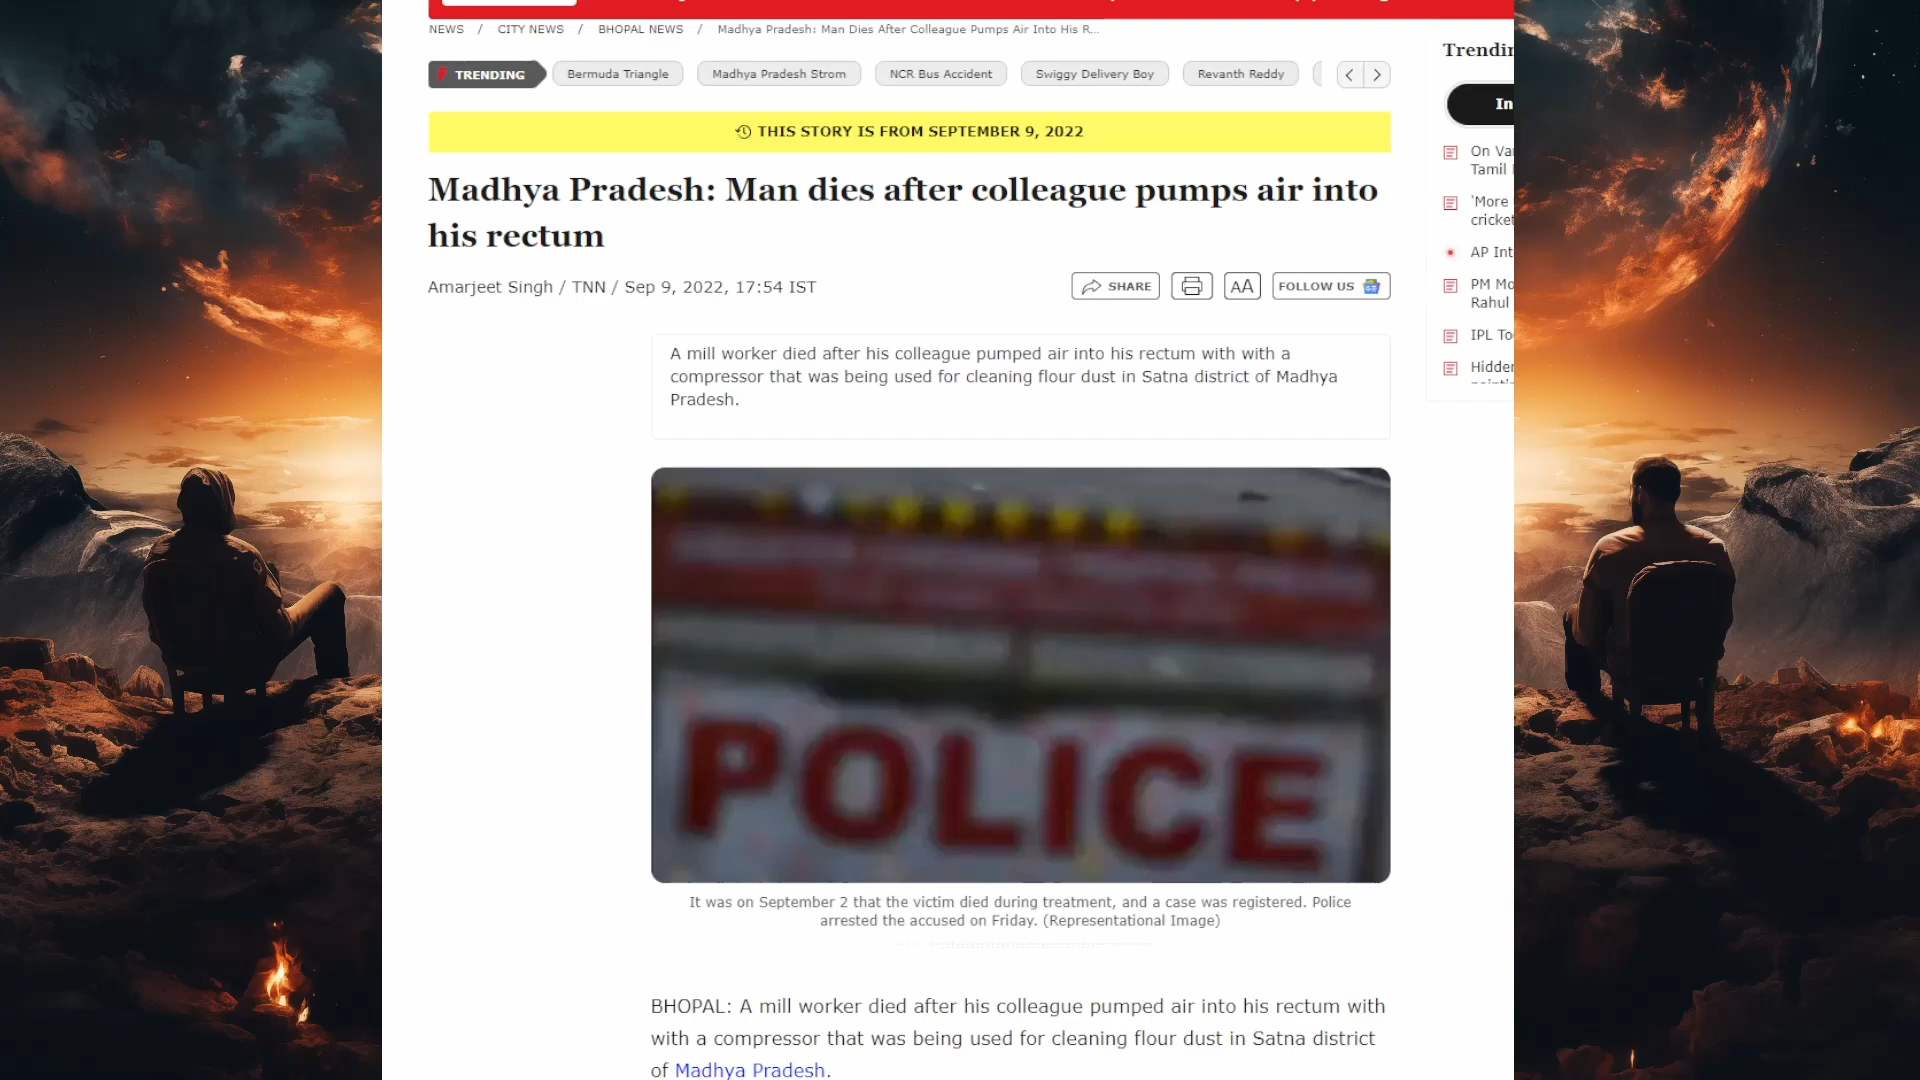 NEWS / CITY NEWS / BHOPAL NEWS / Madhya Pradesh: Man Dies After Colleague Pumps Air Into His R...
TRENDING Bermuda Triangle Madhya Pradesh Strom NCR Bus Accident Swiggy Delivery Boy Revanth Reddy
THIS STORY IS FROM SEPTEMBER 9, 2022
Madhya Pradesh: Man dies after colleague pumps air into
his rectum
Amarjeet Singh / TNN / Sep 9, 2022, 17:54 IST
SHARE AA FOLLOW US
A mill worker died after his colleague pumped air into his rectum with with a
compressor that was being used for cleaning flour dust in Satna district of Madhya
Pradesh.
POLICE
It was on September 2 that the victim died during treatment, and a case was registered. Police
arrested the accused on Friday. (Representational Image)
BHOPAL: A mill worker died after his colleague pumped air into his rectum with
with a compressor that was being used for cleaning flour dust in Satna district
of Madhya Pradesh.
Trendin
In
On Va
Tamil
'More
cricket
AP Int
PM Mo
Rahul
IPL To
Hidden